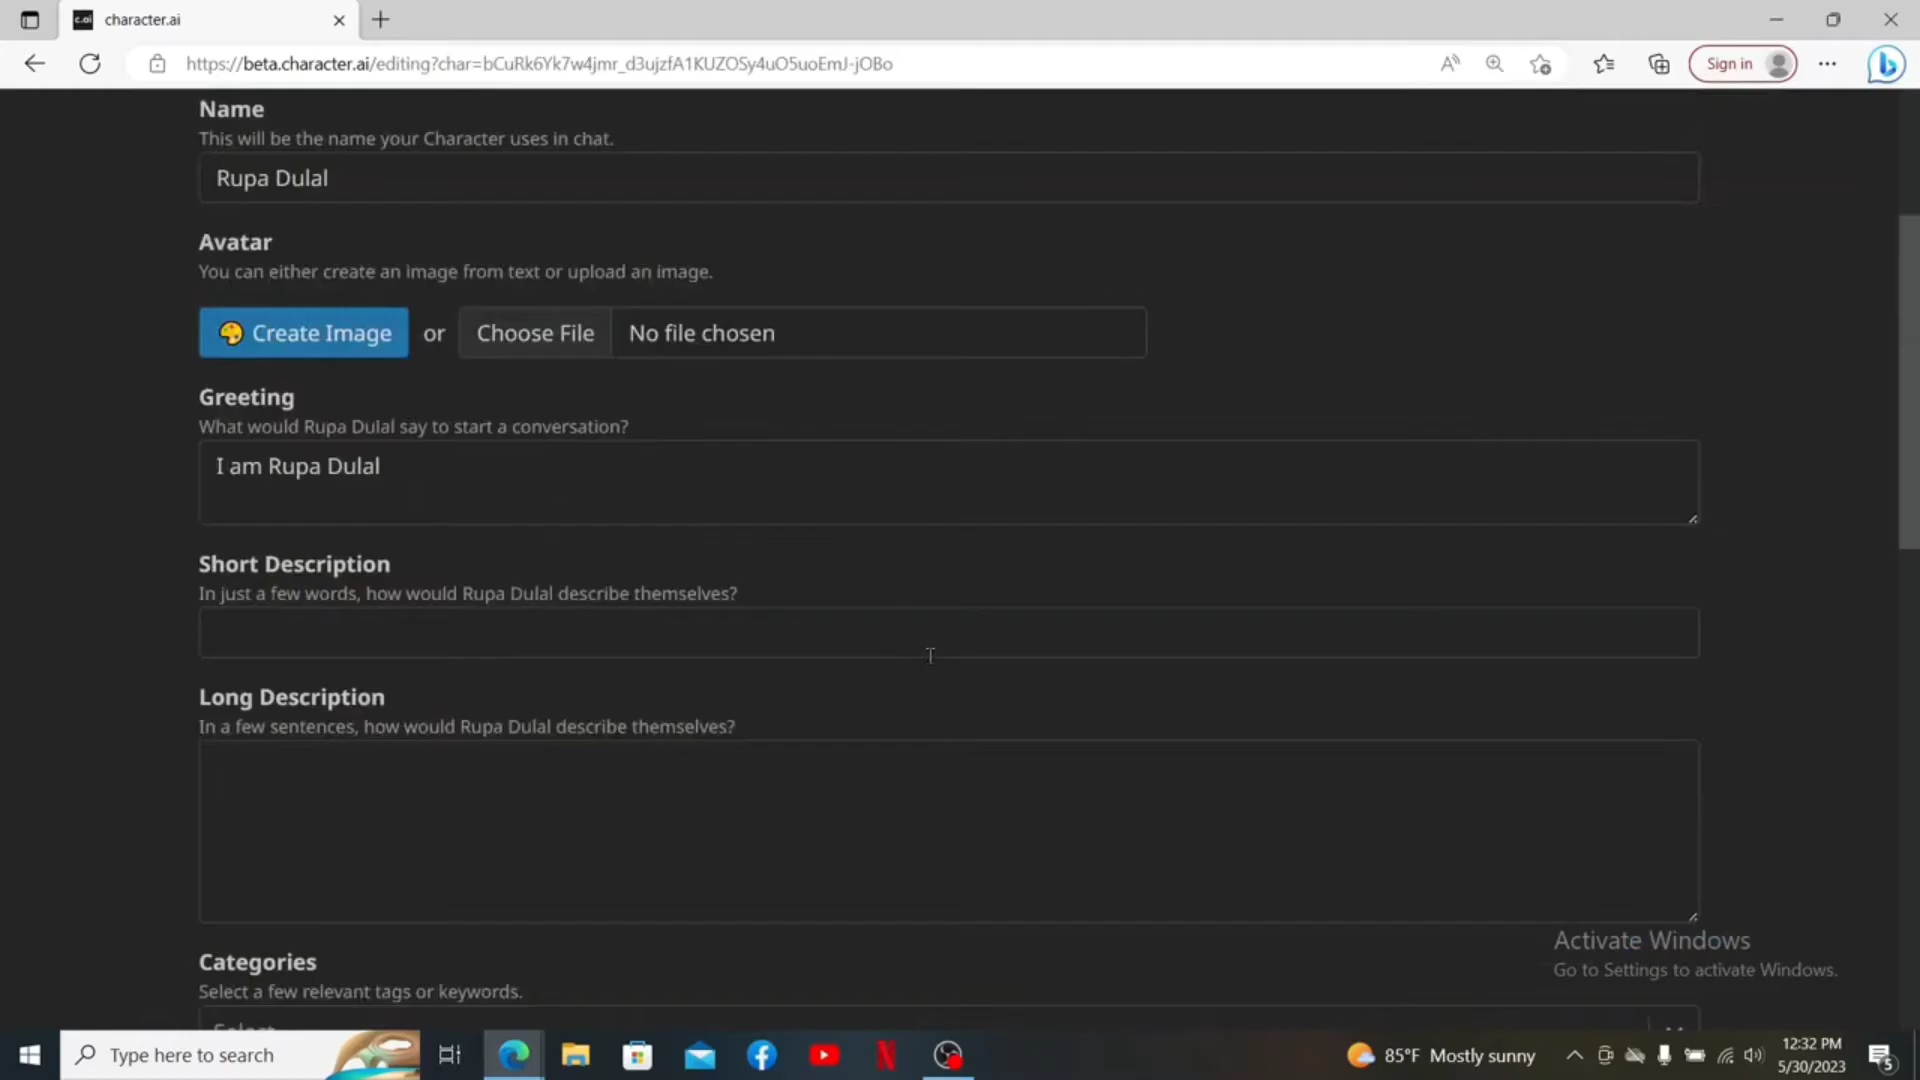 character.ai
https://beta.character.ai/editing?char=bCuRk6Yk7w4jmr_d3ujzfA1KUZOSy4uO5uoEmJ-jOBo
Sign in
Name
This will be the name your Character uses in chat.
Rupa Dulal
Avatar
You can either create an image from text or upload an image.
Create Image or Choose File No file chosen
Greeting
What would Rupa Dulal say to start a conversation?
I am Rupa Dulal
Short Description
In just a few words, how would Rupa Dulal describe themselves?
Long Description
In a few sentences, how would Rupa Dulal describe themselves?
Activate Windows
Go to Settings to activate Windows.
Categories
Select a few relevant tags or keywords.
Select
Type here to search
85°F Mostly sunny
12:32 PM
5/30/2023
5